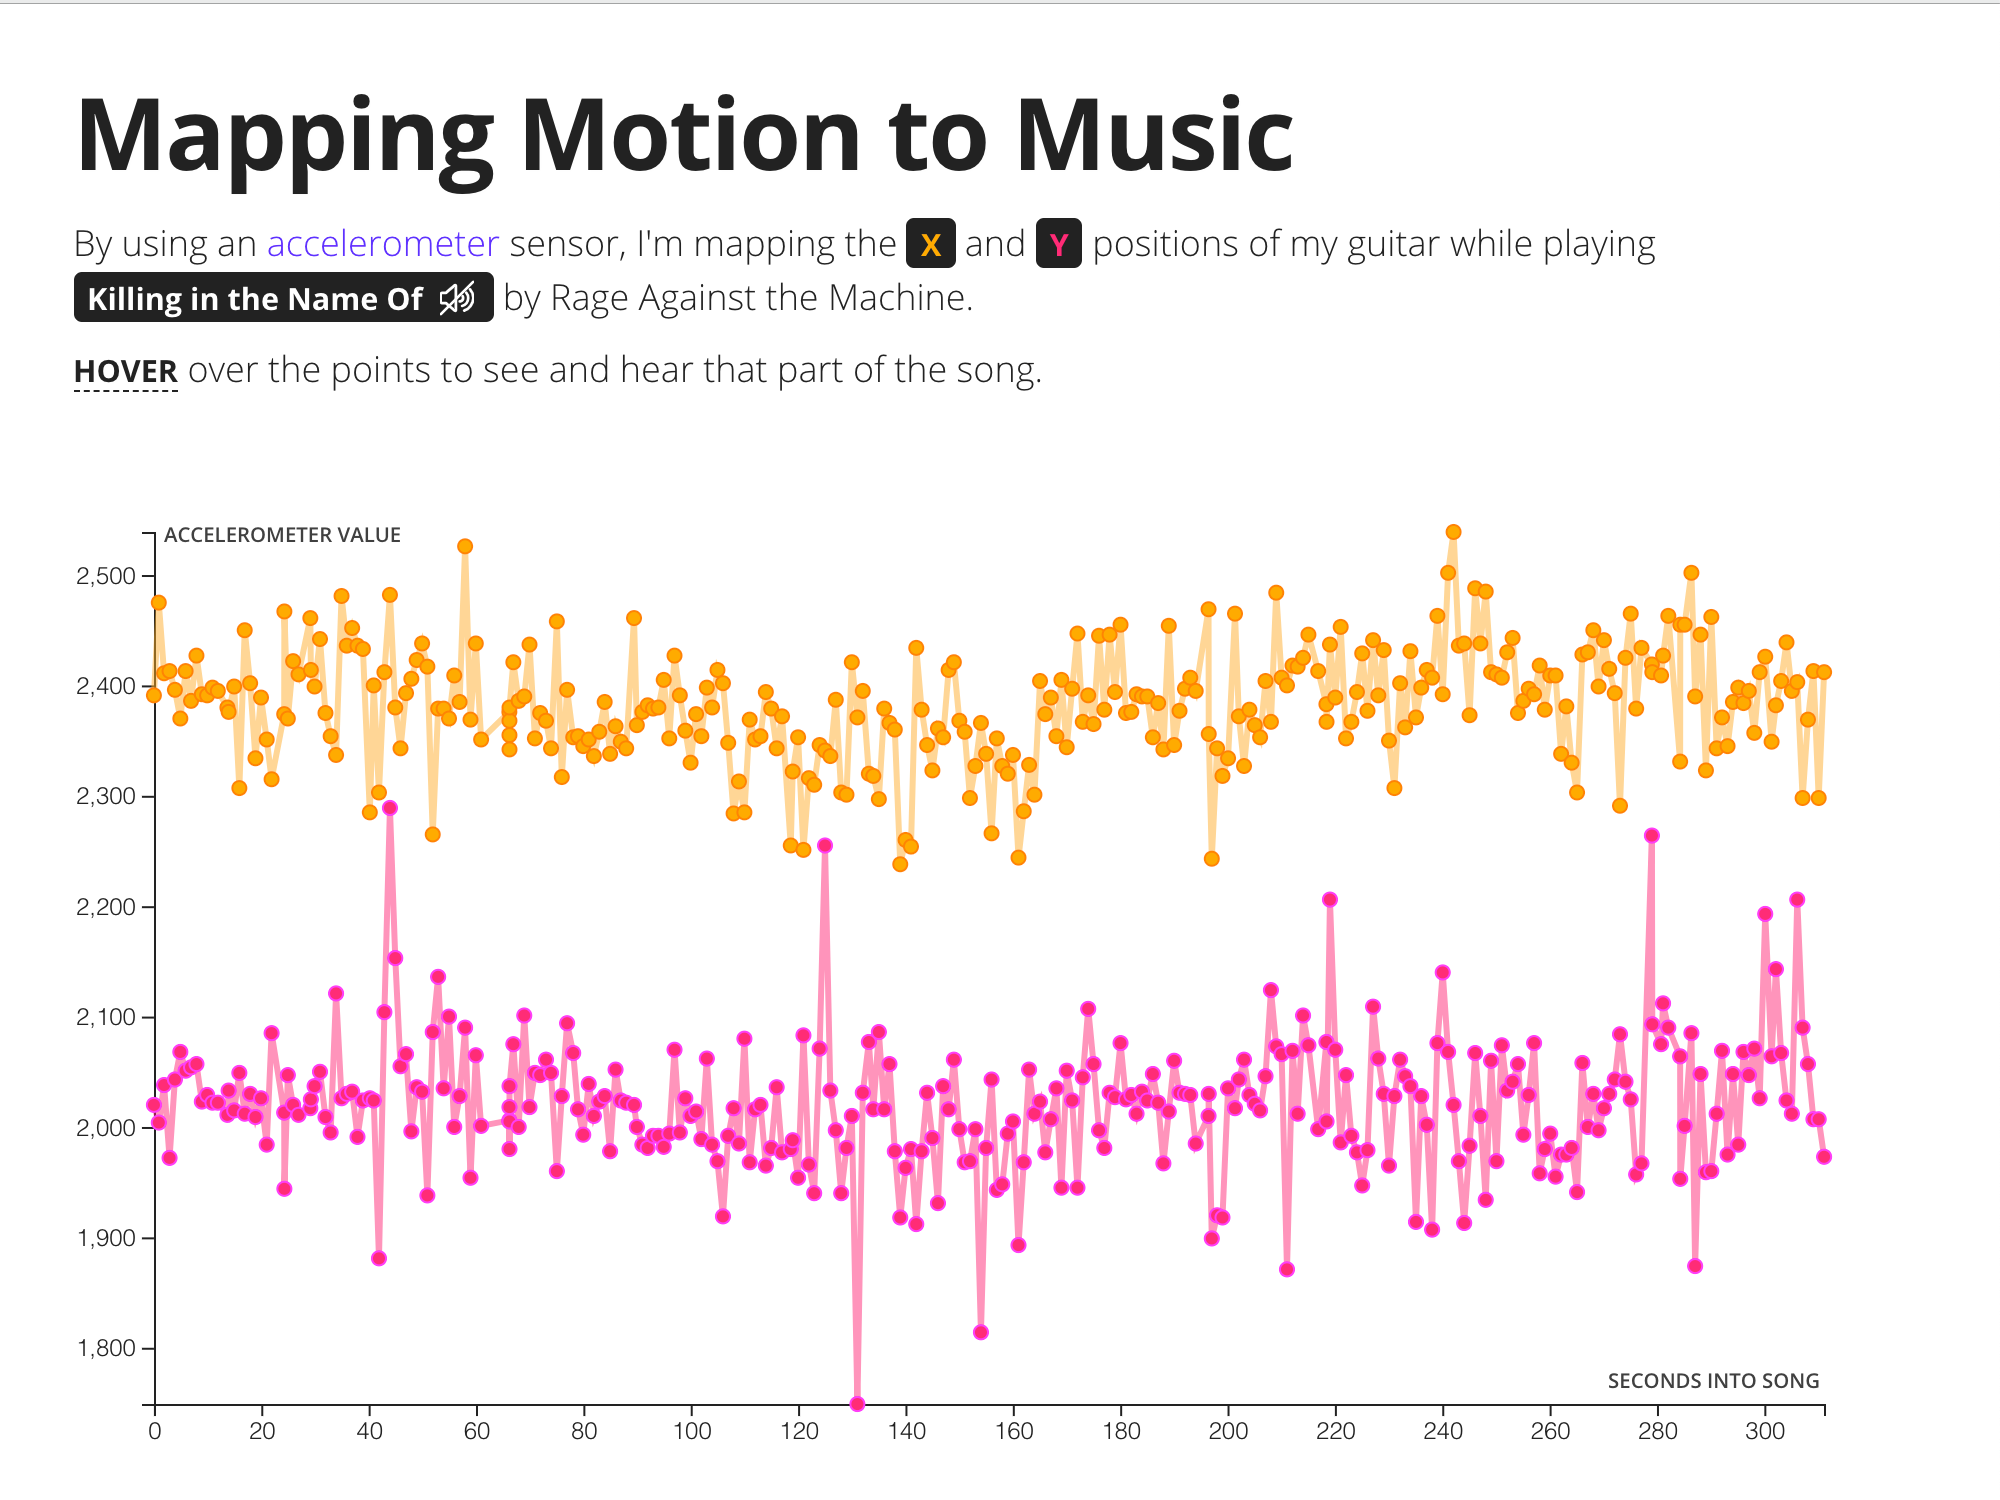 Mapping Motion to Music
By using an accelerometer sensor, I'm mapping the X and Y positions of my guitar while playing
Killing in the Name Of by Rage Against the Machine.
HOVER over the points to see and hear that part of the song.
ACCELEROMETER VALUE
2,500
2,400
2,300
2,200
2,100
2,000
1,900
1,800
SECONDS INTO SONG
0 20 40 60 80 100 120 140 160 180 200 220 240 260 280 300